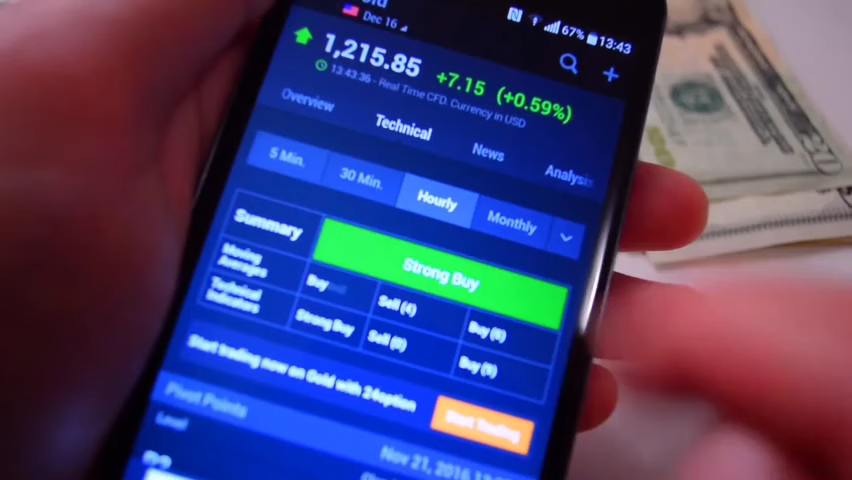 Dec 16
67% 13:43
1,215.85 +7.15 (+0.59%)
13:43:36 - Real Time CFD. Currency in USD
Overview Technical News Analysis
5 Min. 30 Min. Hourly Monthly
Summary Strong Buy
Moving Averages Buy Sell (4)
Technical Indicators Strong Buy Sell (0) Buy (9)
Start trading now on Gold with 24option Start Trading
Pivot Points
Level Nov 21, 2016